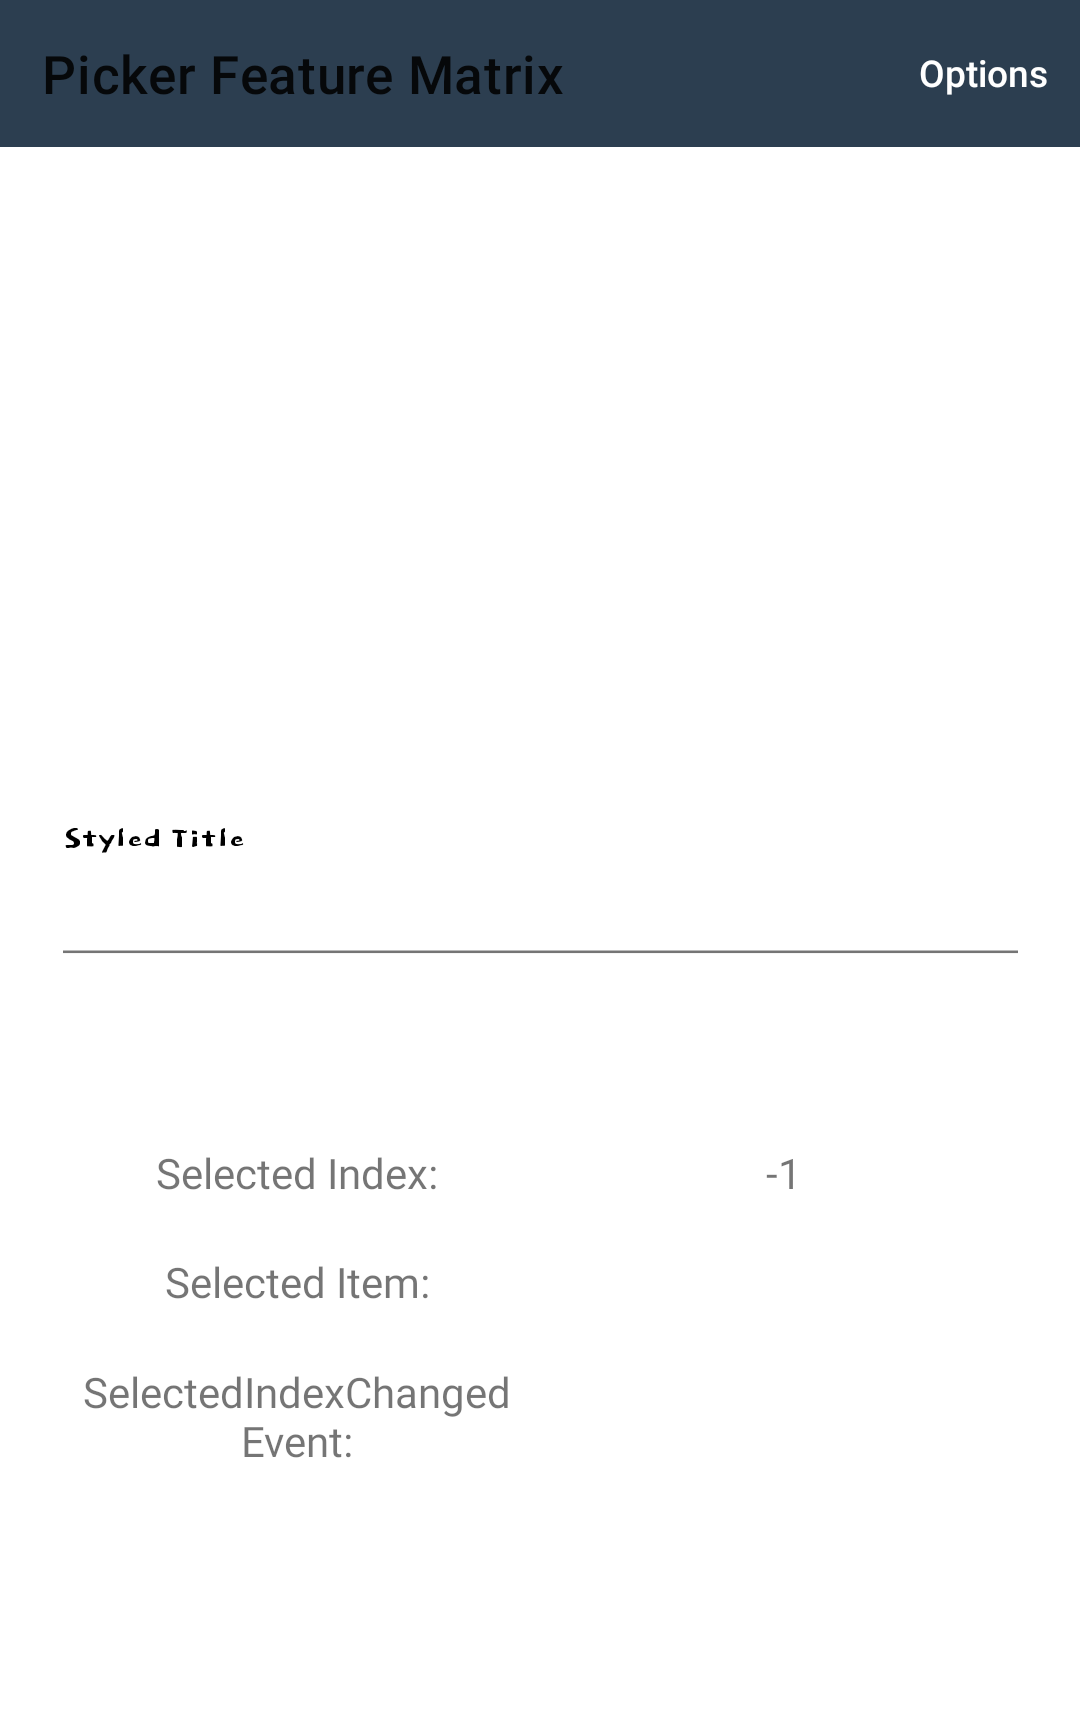 Picker Feature Matrix
Options
Styled Title
Selected Index:
-1
Selected Item:
SelectedIndexChanged
Event: